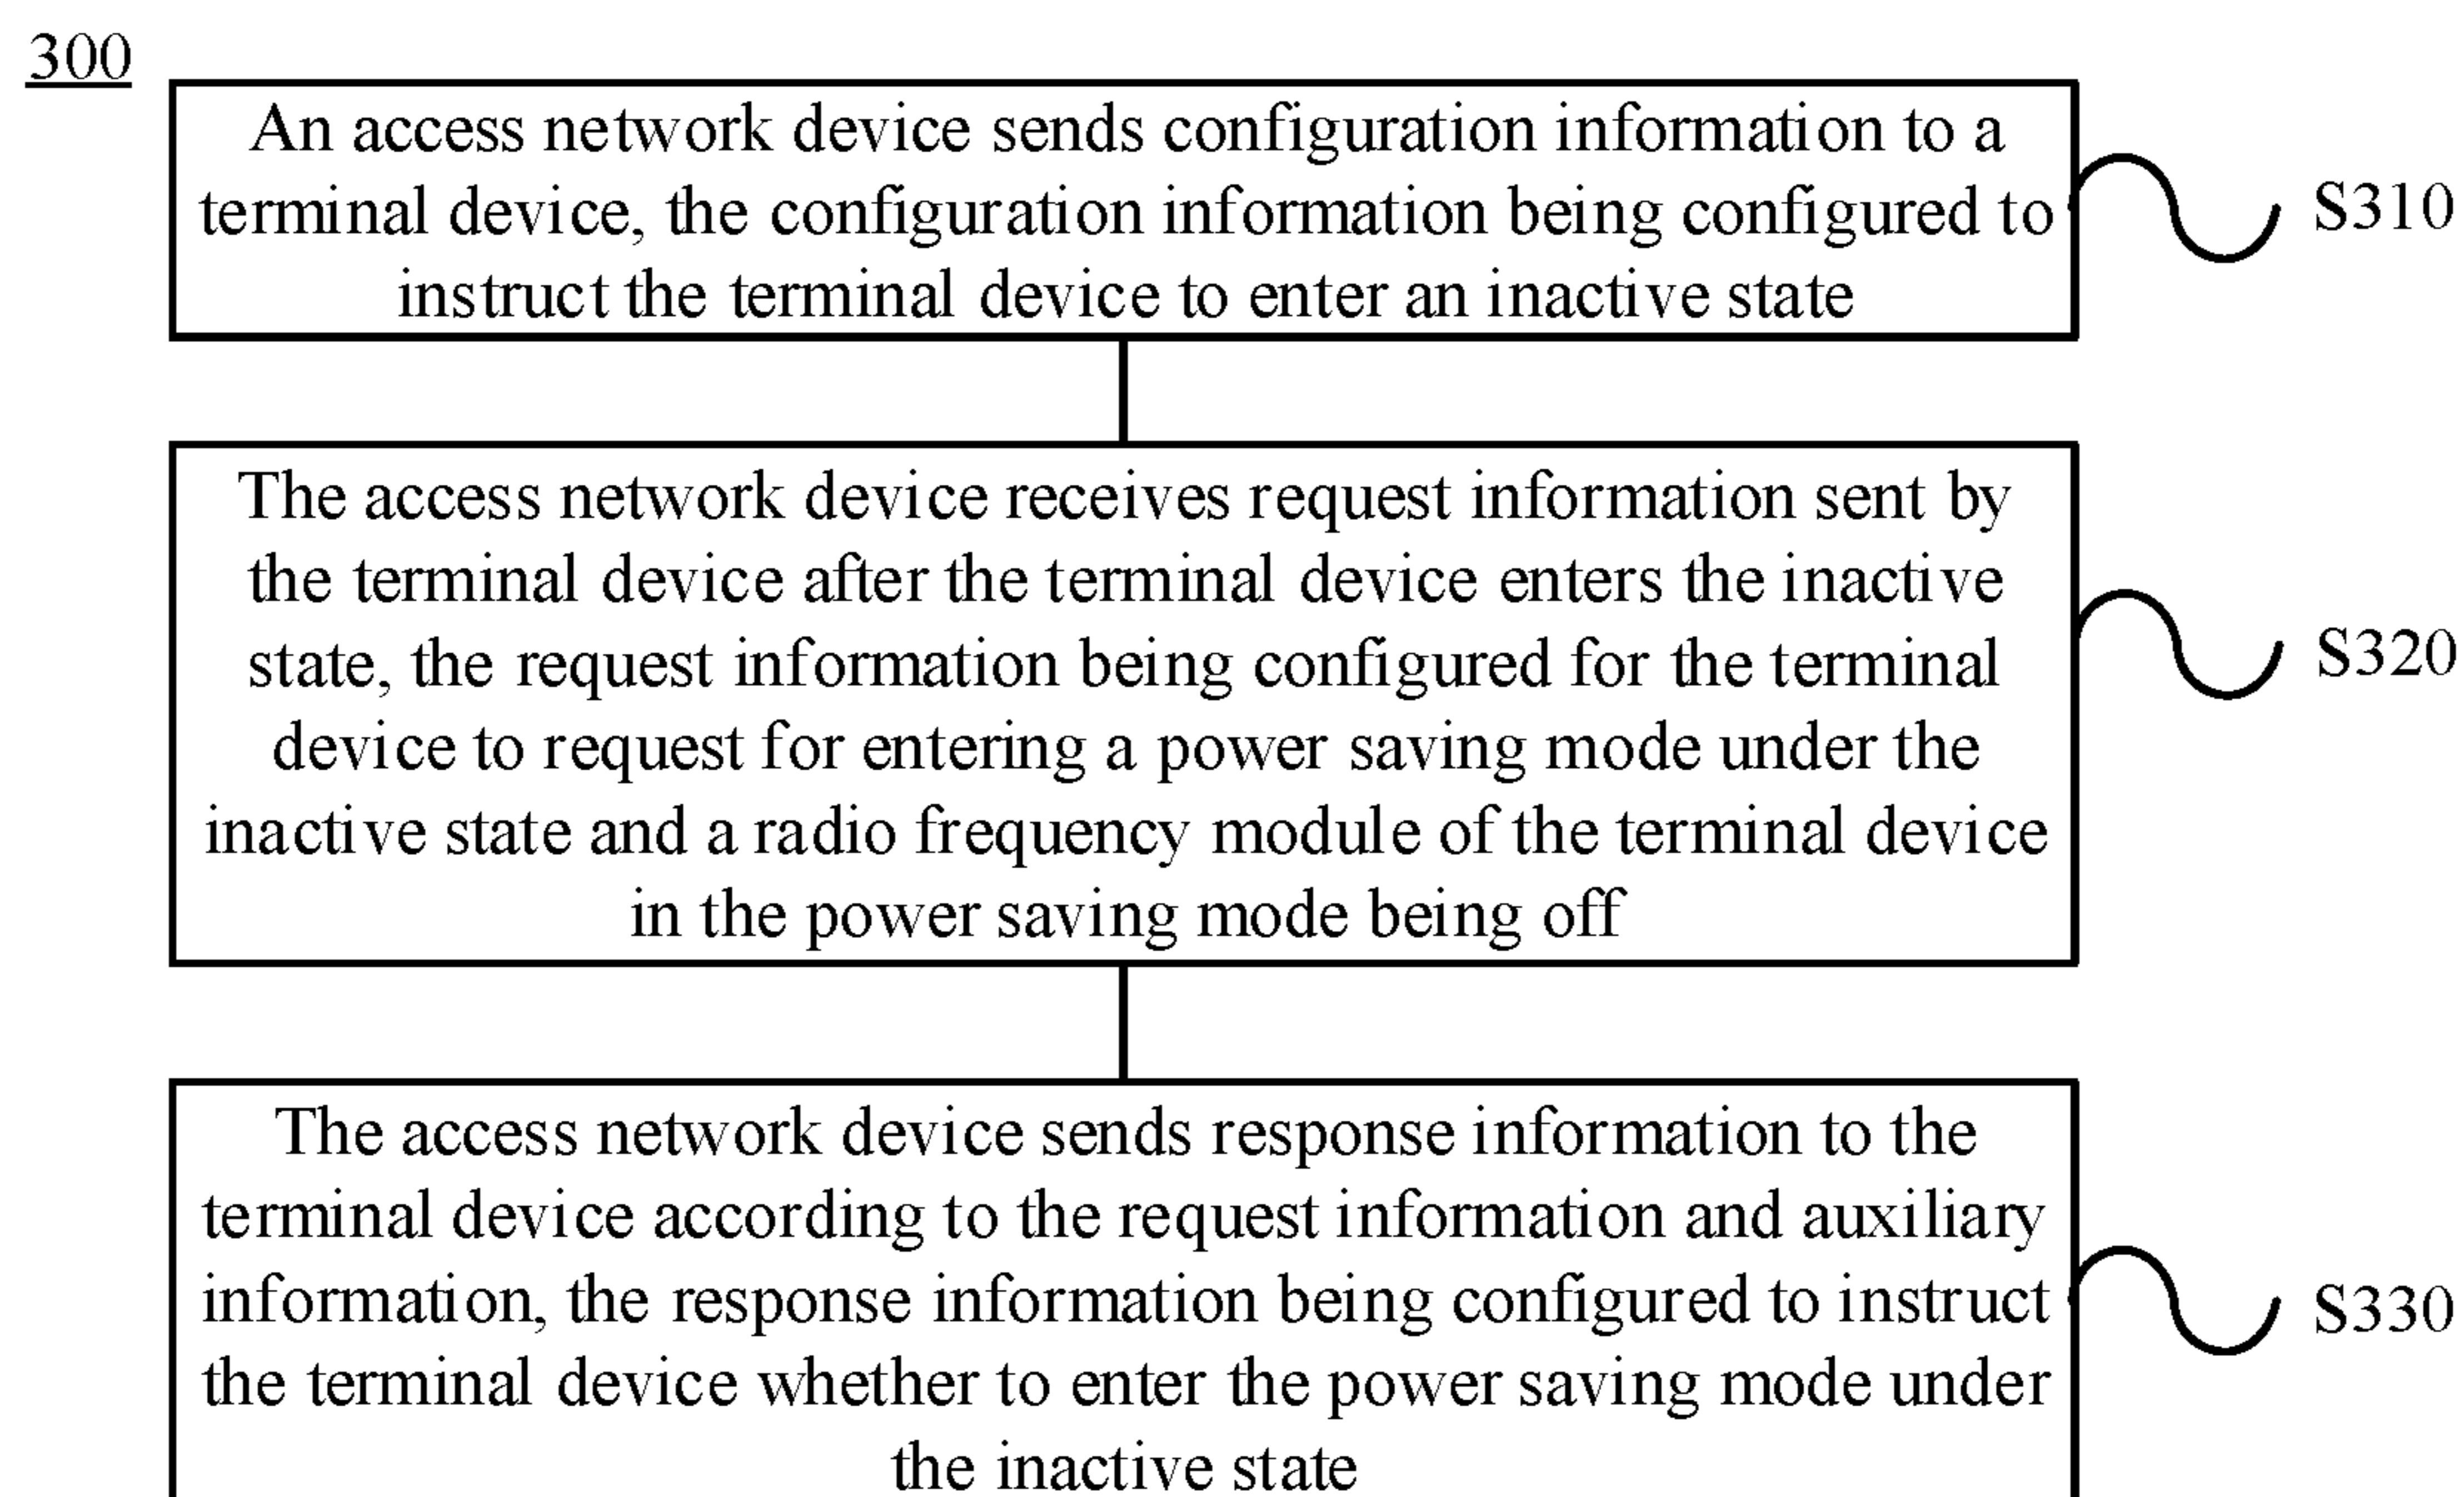 300
An access network device sends configuration information to a
terminal device, the configuration information being configured to
instruct the terminal device to enter an inactive state
S310
The access network device receives request information sent by
the terminal device after the terminal device enters the inactive
state, the request information being configured for the terminal
device to request for entering a power saving mode under the
inactive state and a radio frequency module of the terminal device
in the power saving mode being off
S320
The access network device sends response information to the
terminal device according to the request information and auxiliary
information, the response information being configured to instruct
the terminal device whether to enter the power saving mode under
the inactive state
S330